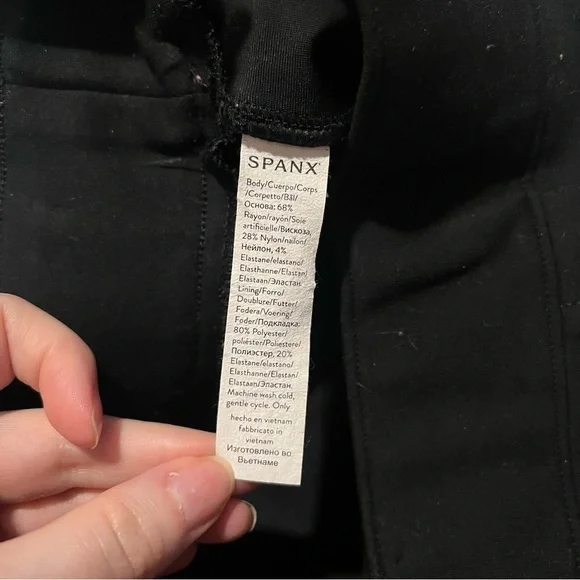 SPANX®
Body/Cuerpo/Corps
/Corpetto/Bål/
Основа: 68%
Rayon/rayón/Soie
artificielle/Вискоза,
28% Nylon/nailon/
Нейлон, 4%
Elastane/elastano/
Elasthanne/Elastan/
Elastaan/Эластан.
Lining/Forro/
Doublure/Futter/
Fodera/Voering/
Foder/Подкладка:
80% Polyester/
poliéster/Poliestere/
Полиэстер, 20%
Elastane/elastano/
Elasthanne/Elastan/
Elastaan/Эластан.
Machine wash cold,
gentle cycle. Only
hecho en vietnam
fabbricato in
vietnam
Изготовлено во
Вьетнаме